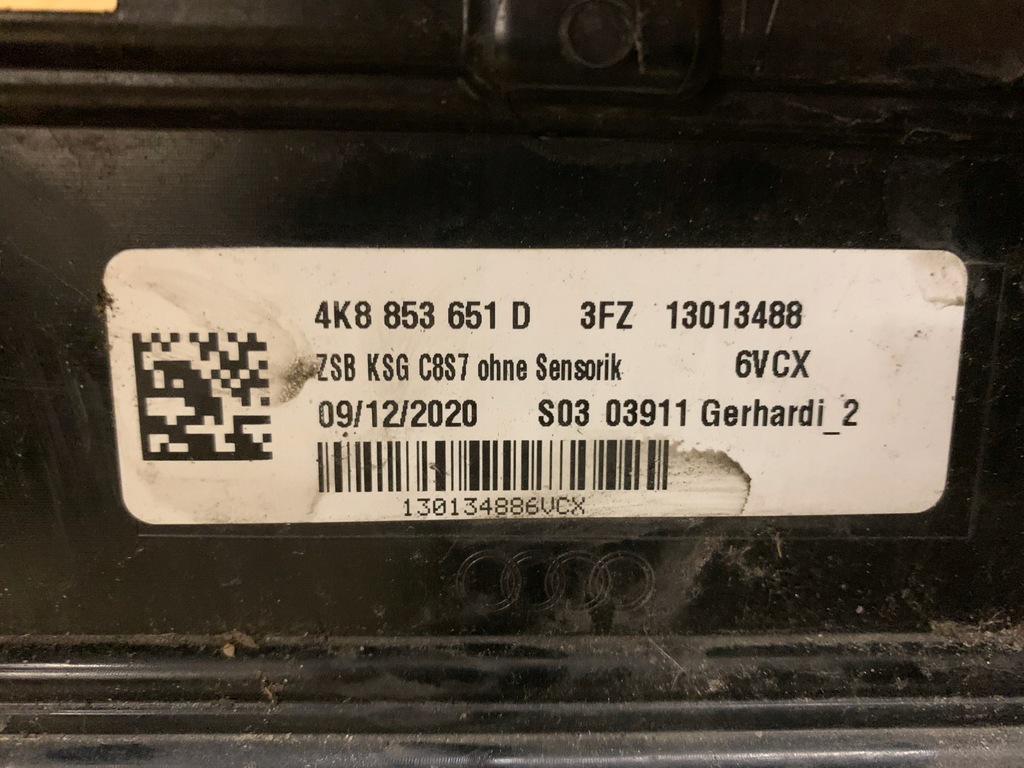 4K8 853 651 D 3FZ 13013488
ZSB KSG C8S7 ohne Sensorik 6VCX
09/12/2020 S03 03911 Gerhardi_2
130134886VCX